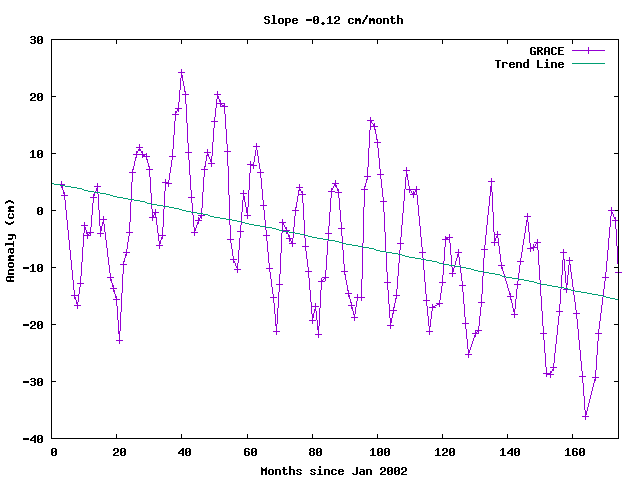 Slope -0.12 cm/month
GRACE
Trend Line
30
20
10
0
-10
-20
-30
-40
Anomaly (cm)
0 20 40 60 80 100 120 140 160
Months since Jan 2002